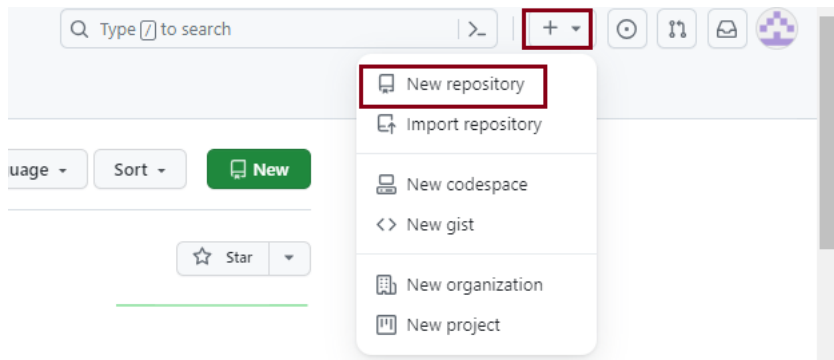 Type / to search
New repository
Import repository
uage
Sort
New
New codespace
New gist
Star
New organization
New project